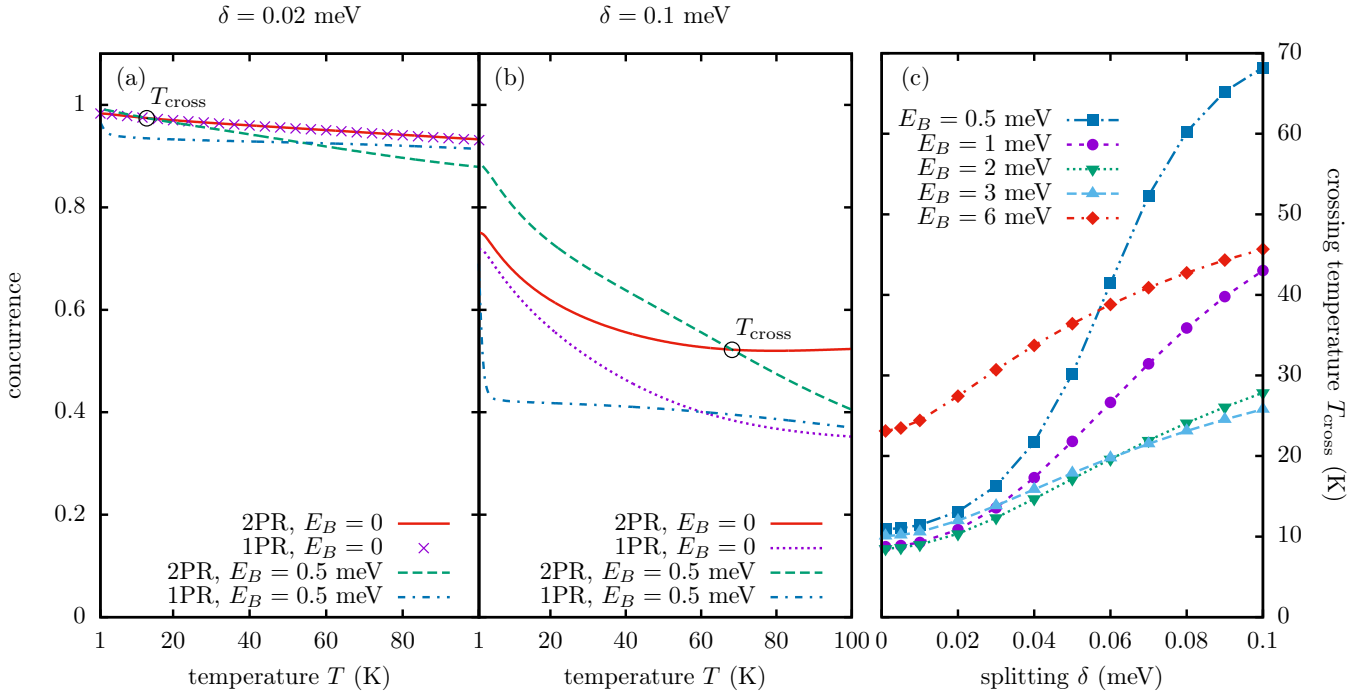 δ = 0.02 meV
δ = 0.1 meV
(a)
T_cross
concurrence
1
0.8
0.6
0.4
0.2
0
2PR, E_B = 0
1PR, E_B = 0
2PR, E_B = 0.5 meV
1PR, E_B = 0.5 meV
1 20 40 60 80
temperature T (K)
(b)
T_cross
2PR, E_B = 0
1PR, E_B = 0
2PR, E_B = 0.5 meV
1PR, E_B = 0.5 meV
1 20 40 60 80 100
temperature T (K)
(c)
E_B = 0.5 meV
E_B = 1 meV
E_B = 2 meV
E_B = 3 meV
E_B = 6 meV
70
60
50
40
30
20
10
0
crossing temperature T_cross (K)
0 0.02 0.04 0.06 0.08 0.1
splitting δ (meV)